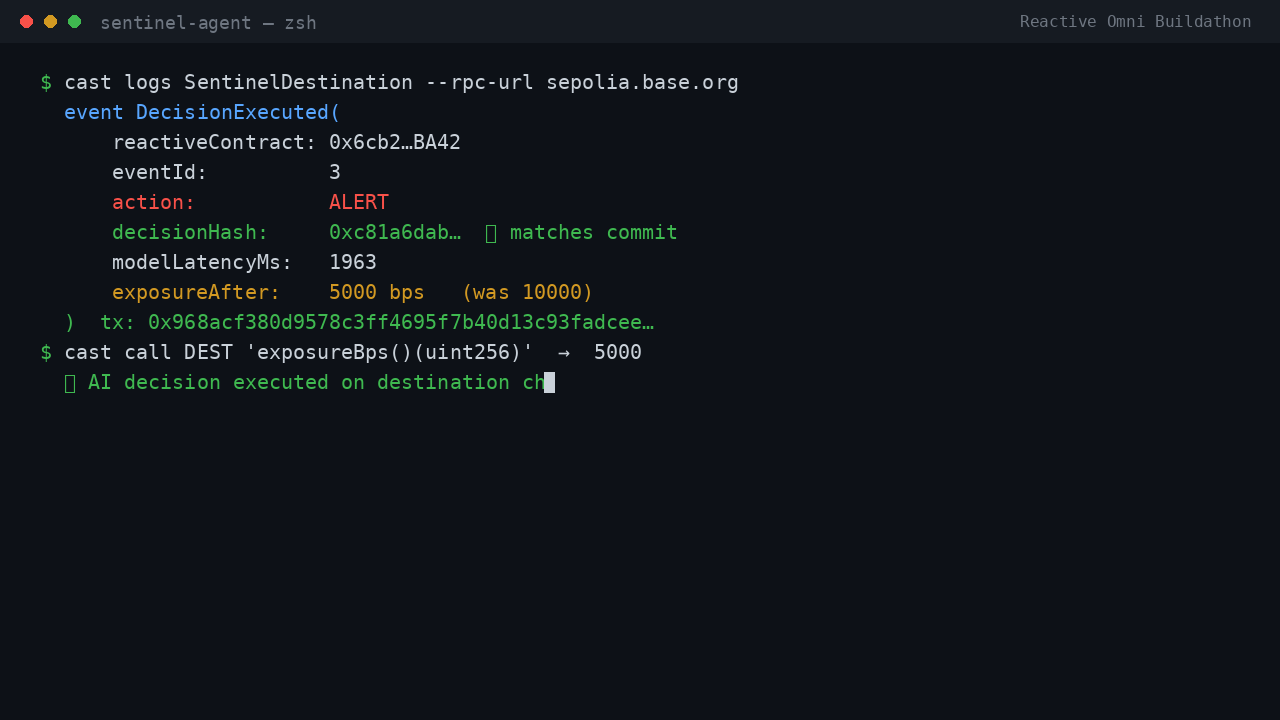 sentinel-agent — zsh
Reactive Omni Buildathon
$ cast logs SentinelDestination --rpc-url sepolia.base.org
event DecisionExecuted(
reactiveContract: 0x6cb2…BA42
eventId: 3
action: ALERT
decisionHash: 0xc81a6dab… ▯ matches commit
modelLatencyMs: 1963
exposureAfter: 5000 bps (was 10000)
) tx: 0x968acf380d9578c3ff4695f7b40d13c93fadcee…
$ cast call DEST 'exposureBps()(uint256)' → 5000
▯ AI decision executed on destination ch